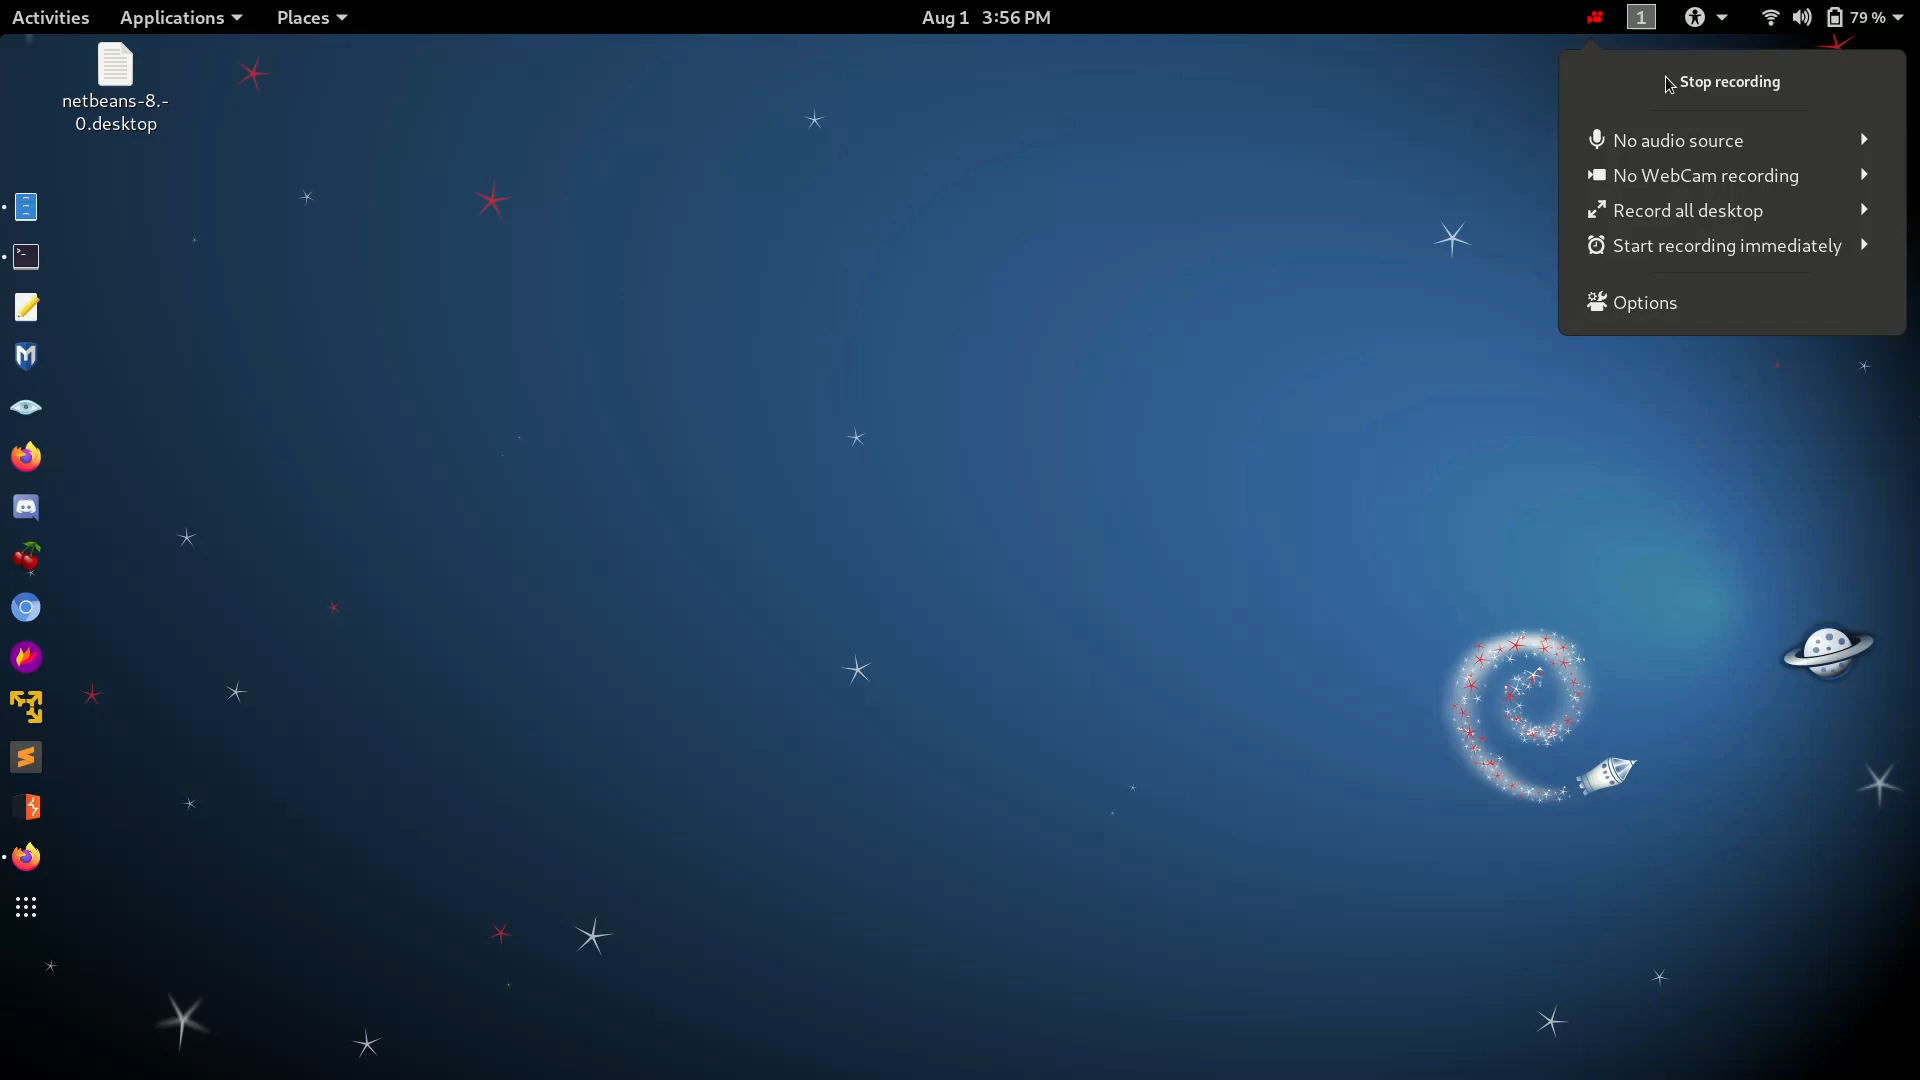 Activities Applications Places Aug 1 3:56 PM 1 79 %
netbeans-8.-
0.desktop
Stop recording
No audio source
No WebCam recording
Record all desktop
Start recording immediately
Options